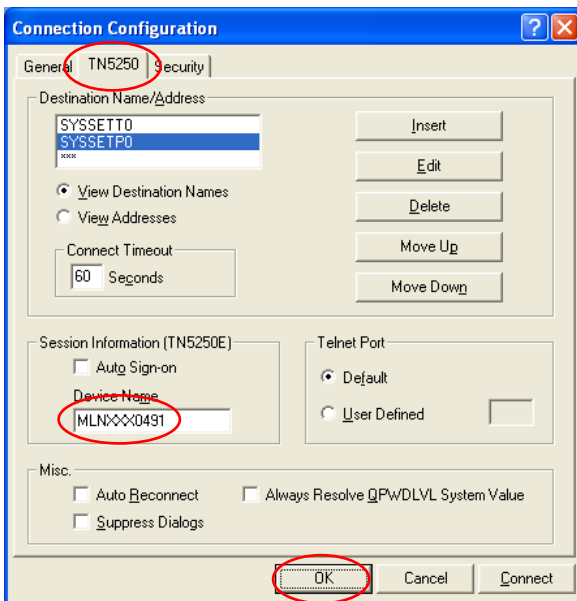 Connection Configuration
General TN5250 Security
Destination Name/Address
SYSSETT0
SYSSETP0
***
Insert
Edit
Delete
Move Up
Move Down
View Destination Names
View Addresses
Connect Timeout
60 Seconds
Session Information (TN5250E)
Auto Sign-on
Device Name
MLNXXX0491
Telnet Port
Default
User Defined
Misc.
Auto Reconnect
Always Resolve QPWDLVL System Value
Suppress Dialogs
OK Cancel Connect